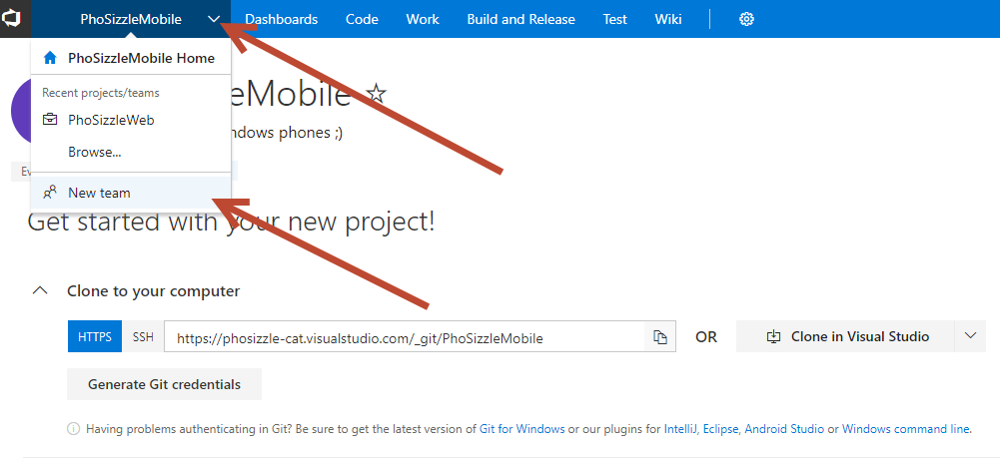 PhoSizzleMobile Dashboards Code Work Build and Release Test Wiki
PhoSizzleMobile Home
Recent projects/teams
PhoSizzleWeb
Browse...
New team
eMobile
ndows phones ;)
Ev
Get started with your new project!
Clone to your computer
HTTPS SSH https://phosizzle-cat.visualstudio.com/_git/PhoSizzleMobile OR Clone in Visual Studio
Generate Git credentials
Having problems authenticating in Git? Be sure to get the latest version of Git for Windows or our plugins for IntelliJ, Eclipse, Android Studio or Windows command line.